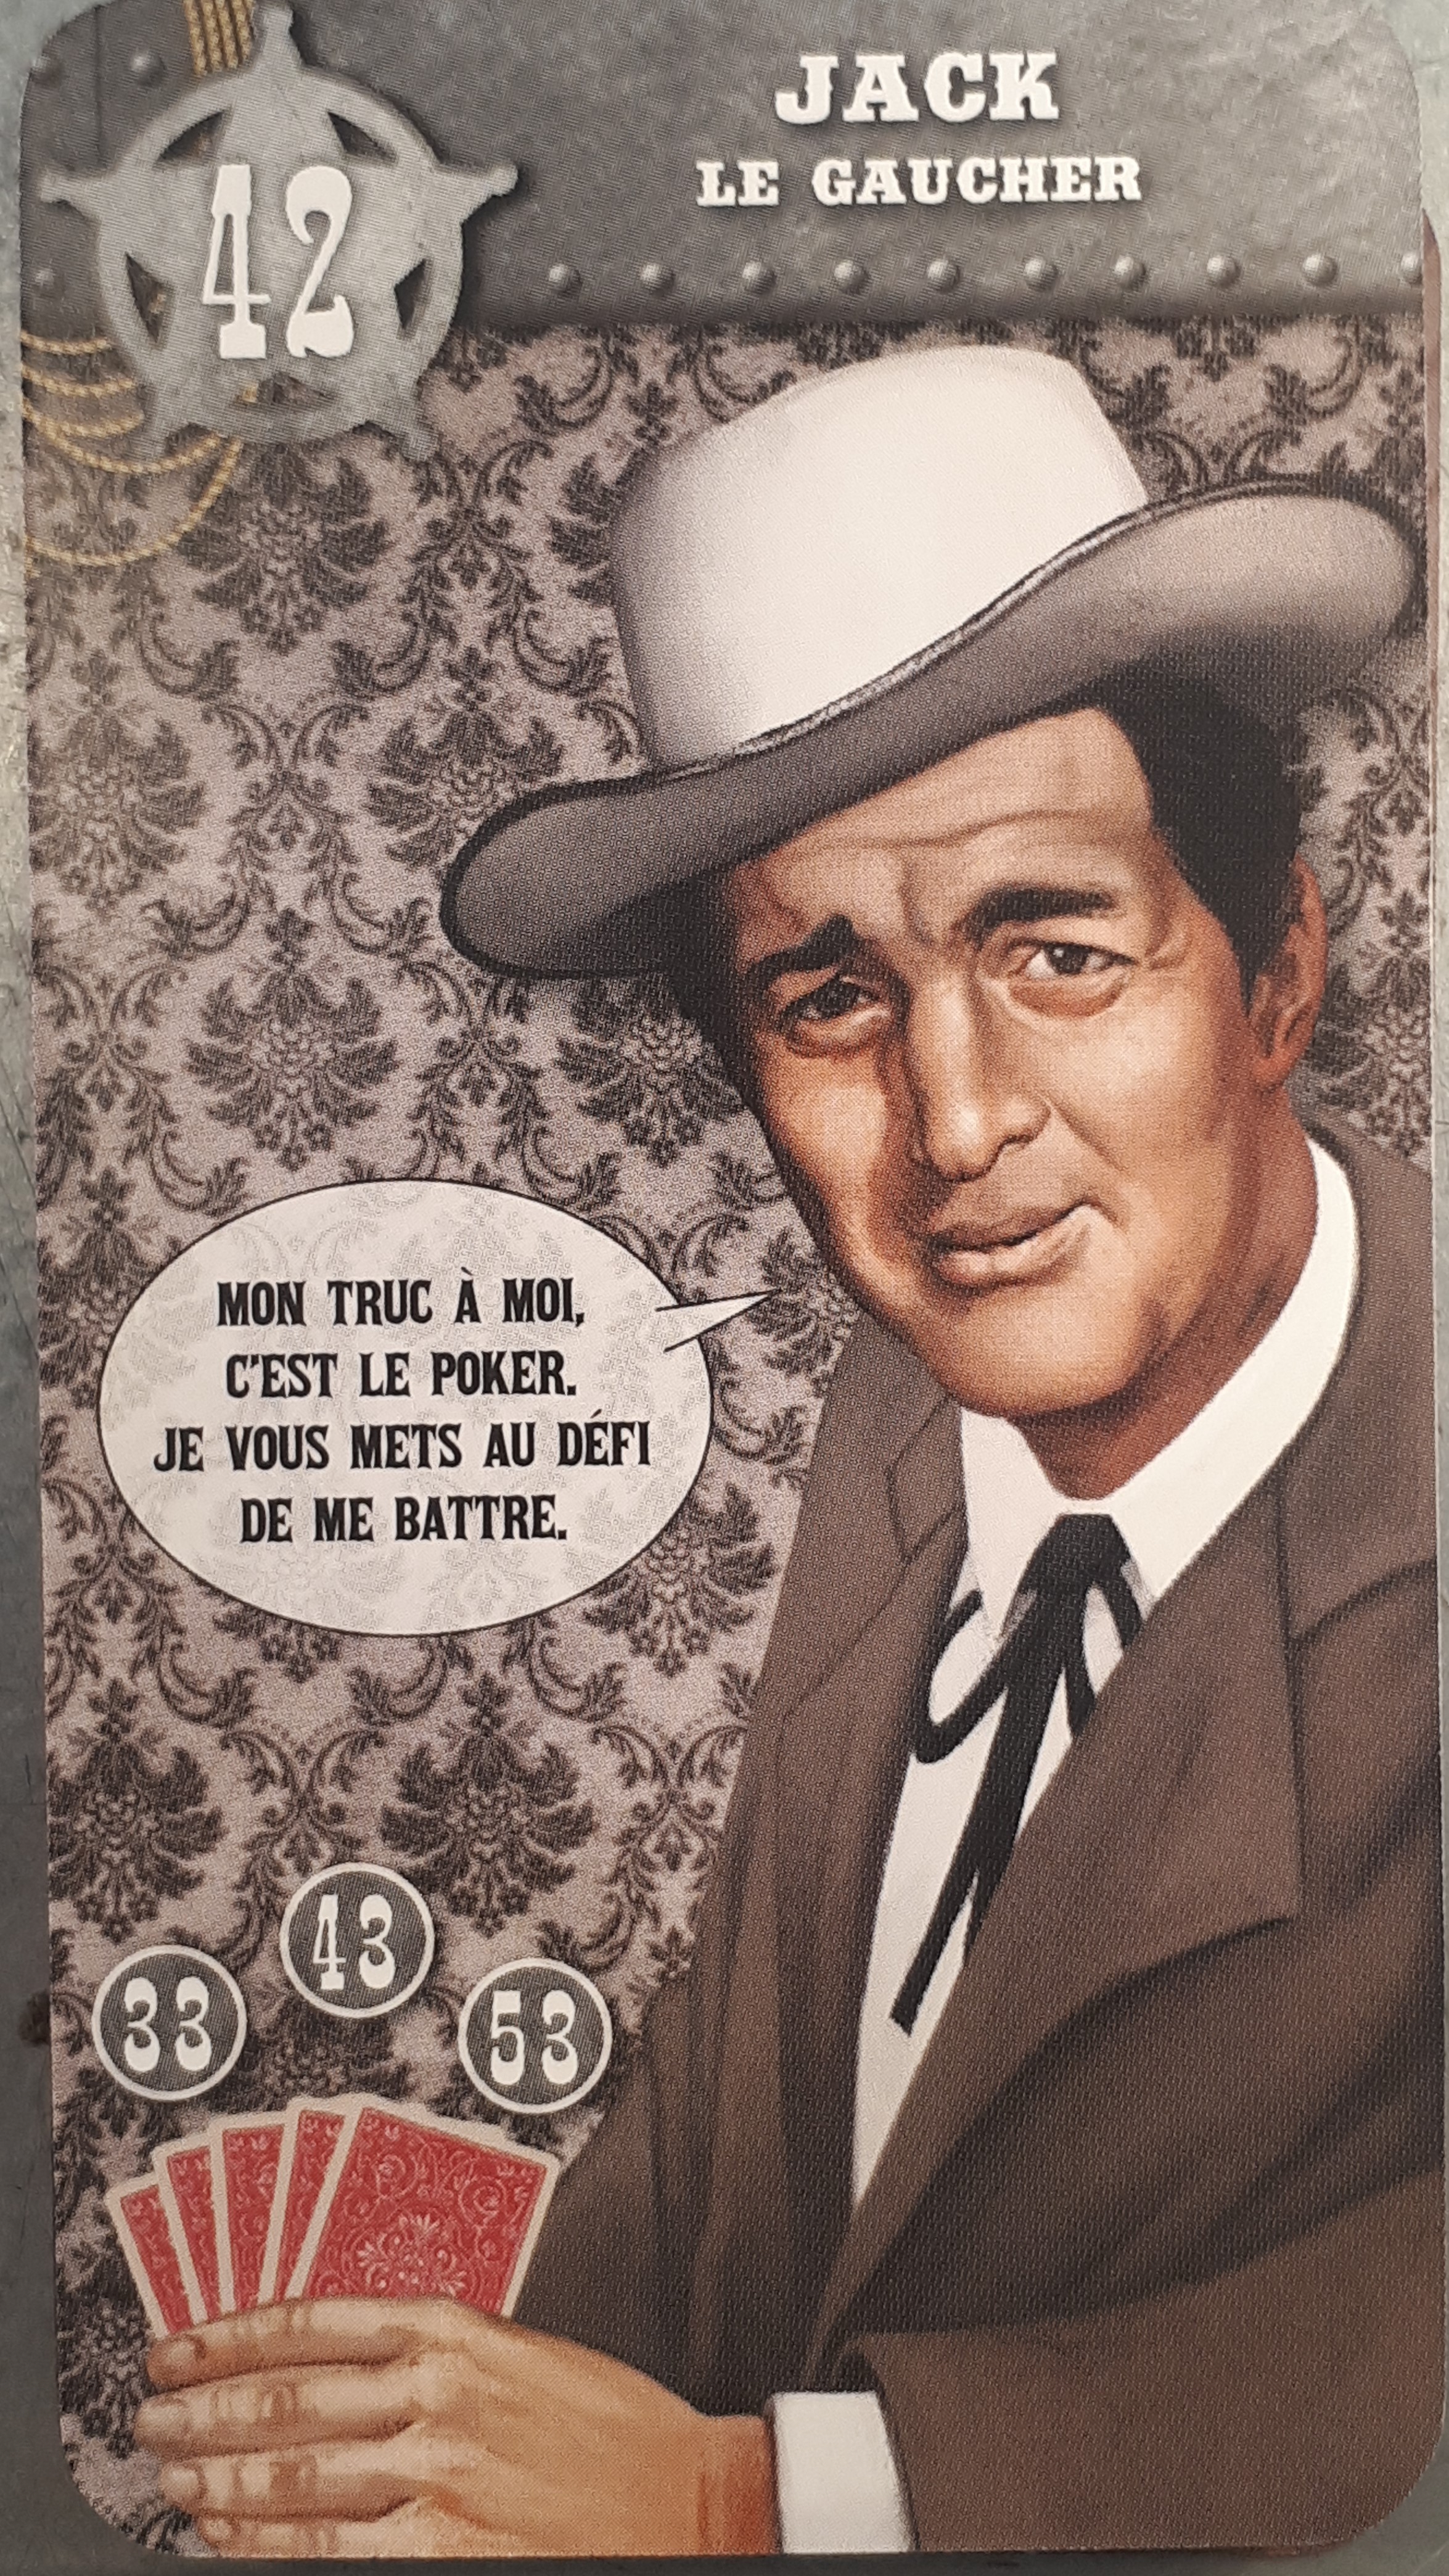 42
JACK
LE GAUCHER
MON TRUC À MOI,
C'EST LE POKER.
JE VOUS METS AU DÉFI
DE ME BATTRE.
33
43
53